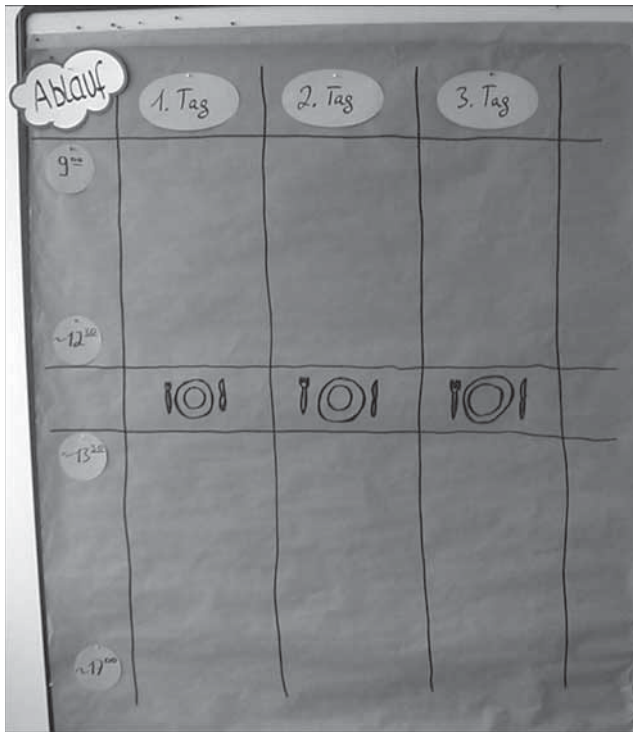 Ablauf
1. Tag
2. Tag
3. Tag
9⁰⁰
~12³⁰
~13³⁰
~17⁰⁰